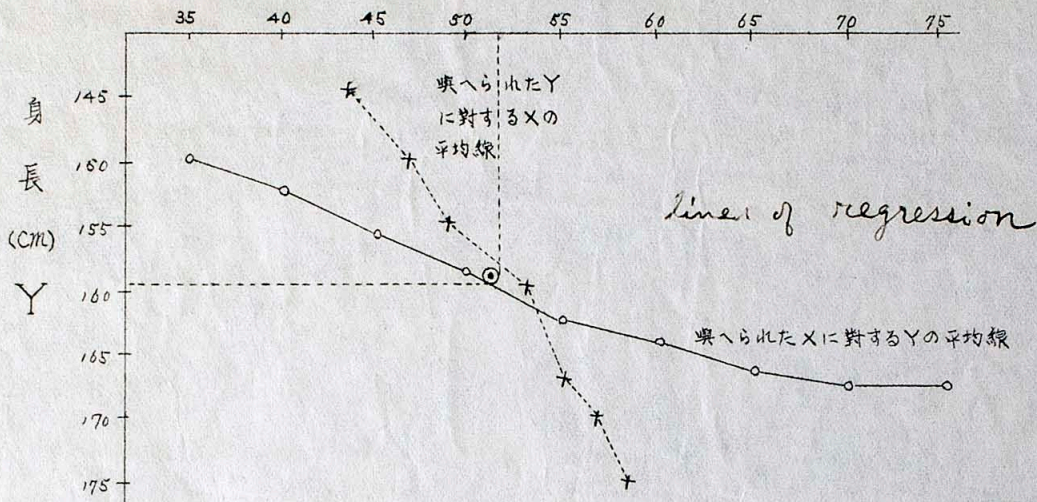 35 40 45 50 55 60 65 70 75
身
長
(cm)
Y
145
150
155
160
165
170
175
與へられたY
に對するXの
平均線
lines of regression
與へられたXに對するYの平均線